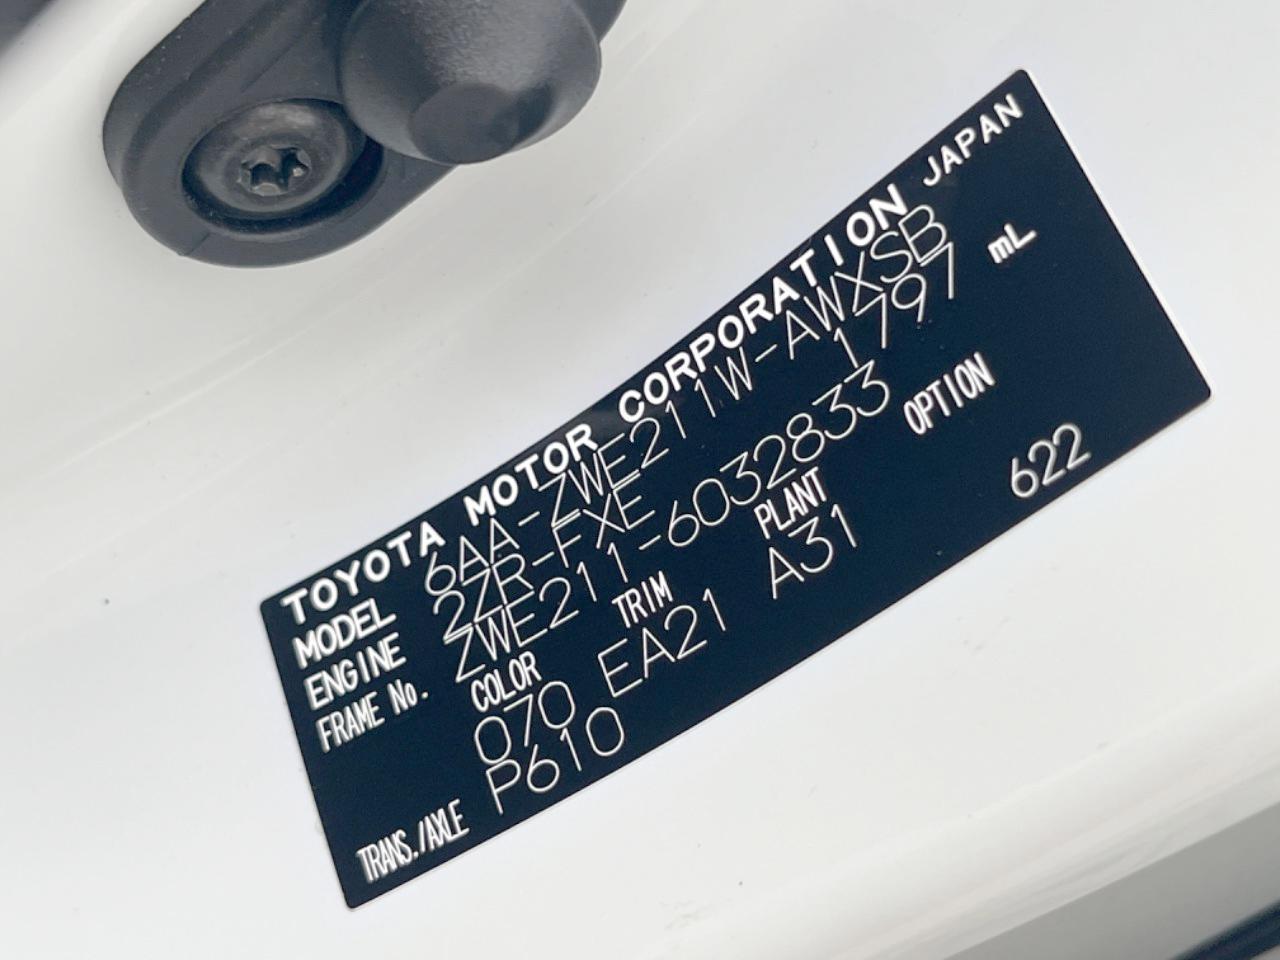 TOYOTA MOTOR CORPORATION JAPAN
MODEL 6AA-ZWE211W-AWXSB
ENGINE 2ZR-FXE 1797 mL
FRAME No. ZWE211-6032833
COLOR TRIM PLANT OPTION
070 EA21 A31 622
TRANS./AXLE P610